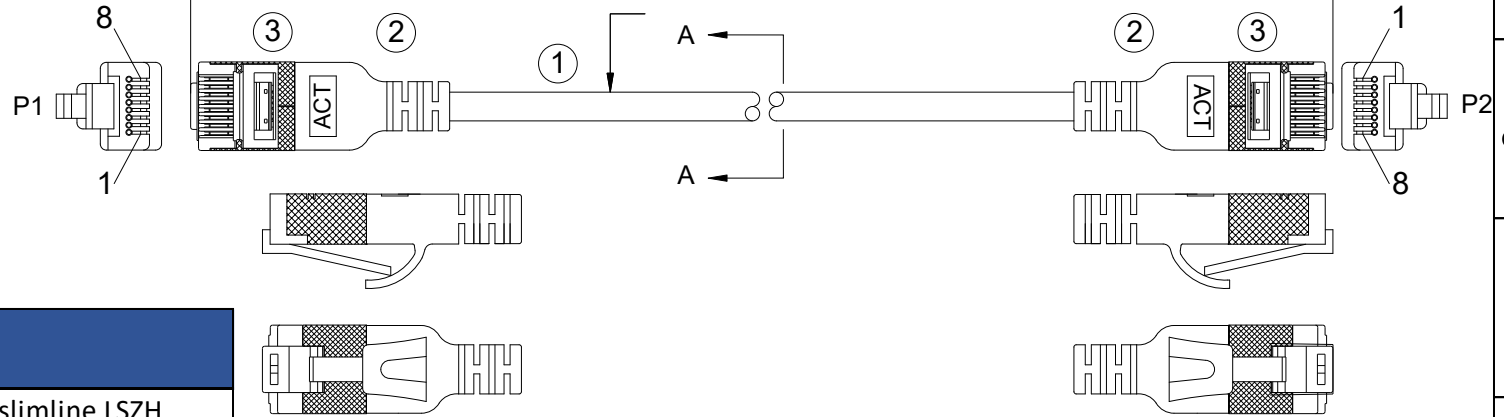 8 3 2 1 A 2 3 1
P1 ACT ACT P2
1 A 8
slimline LSZH